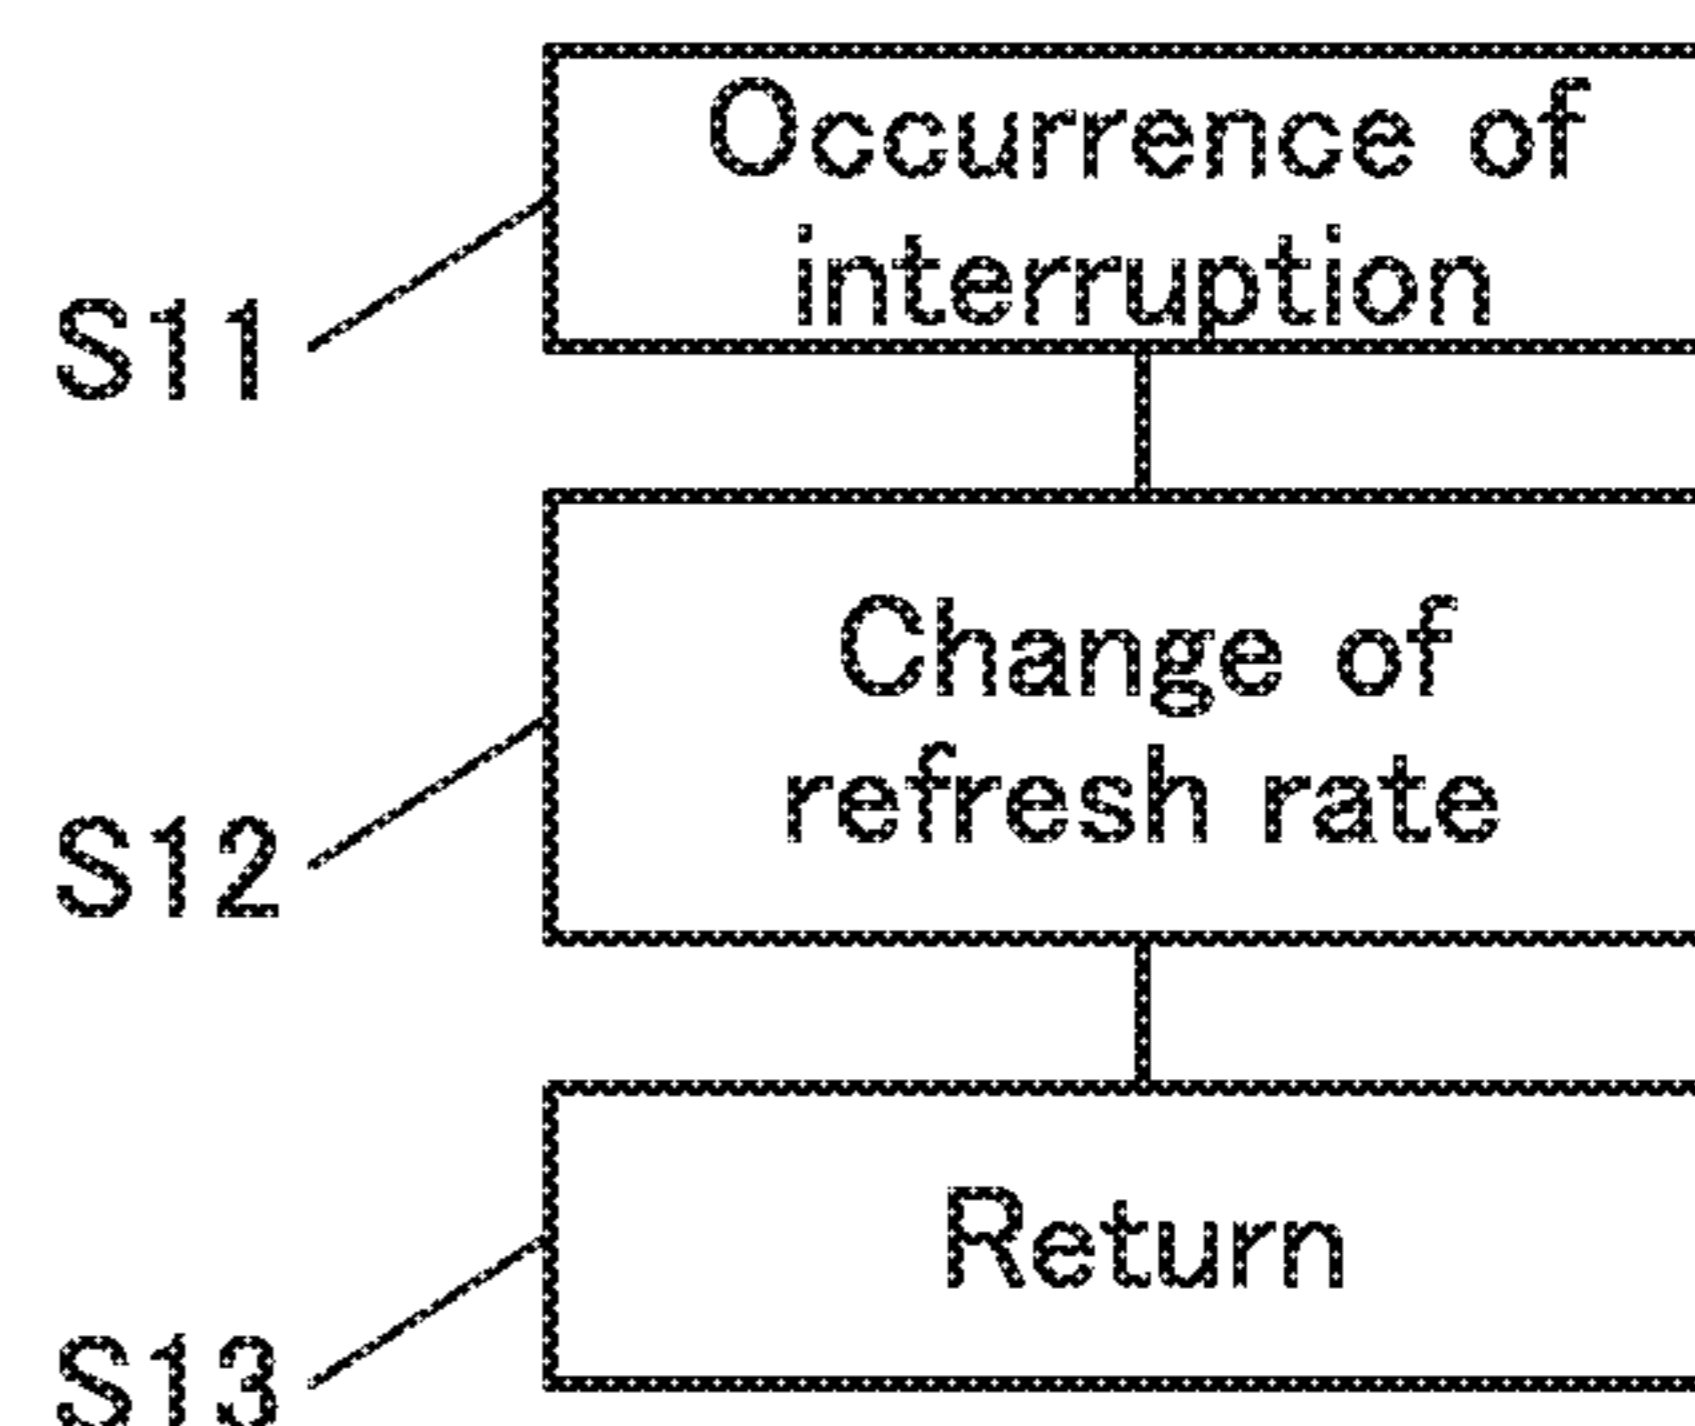 Occurrence of
interruption
S11
Change of
refresh rate
S12
Return
S13